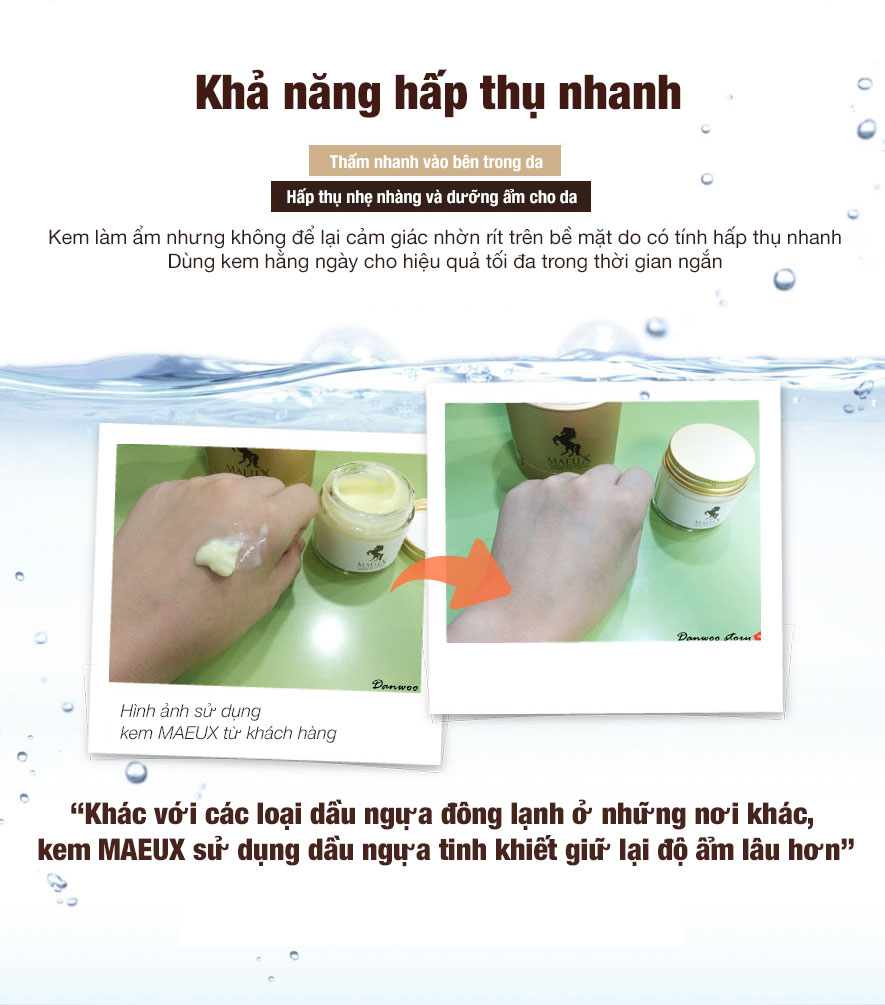 Khả năng hấp thụ nhanh
Thấm nhanh vào bên trong da
Hấp thụ nhẹ nhàng và dưỡng ẩm cho da
Kem làm ẩm nhưng không để lại cảm giác nhờn rít trên bề mặt do có tính hấp thụ nhanh
Dùng kem hằng ngày cho hiệu quả tối đa trong thời gian ngắn
MAEUX
MAEUX
MAEUX
Danwoo
Danwoo story
Hình ảnh sử dụng
kem MAEUX từ khách hàng
“Khác với các loại dầu ngựa đông lạnh ở những nơi khác,
kem MAEUX sử dụng dầu ngựa tinh khiết giữ lại độ ẩm lâu hơn”